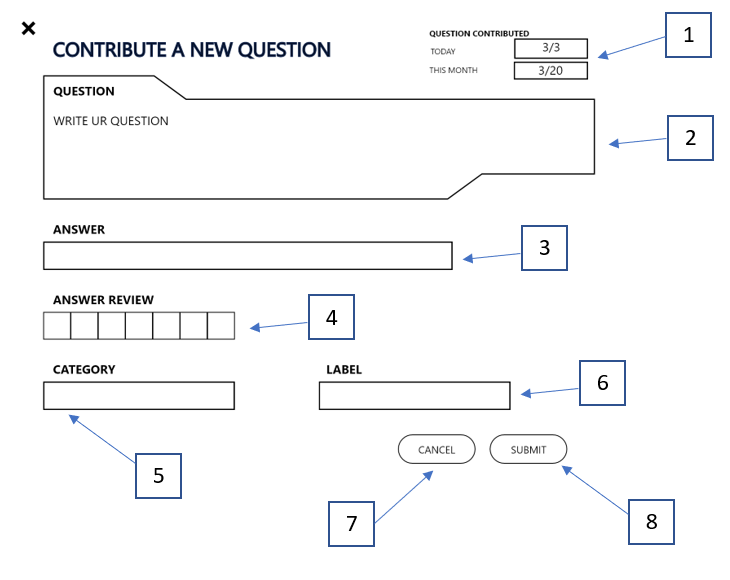 QUESTION CONTRIBUTED
CONTRIBUTE A NEW QUESTION
TODAY 3/3
THIS MONTH 3/20
1
QUESTION
WRITE UR QUESTION
2
ANSWER
3
ANSWER REVIEW
4
CATEGORY LABEL
6
5
CANCEL SUBMIT
7 8